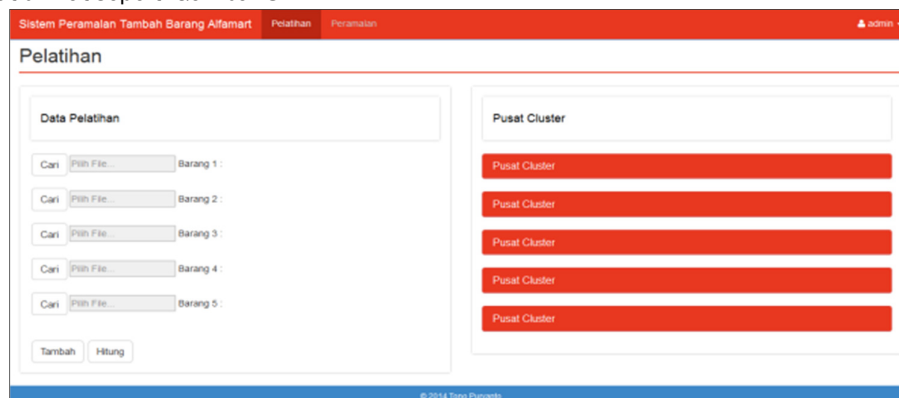 Sistem Peramalan Tambah Barang Alfamart Pelatihan Peramalan admin
Pelatihan
Data Pelatihan
Cari Pilih File... Barang 1 :
Cari Pilih File... Barang 2 :
Cari Pilih File... Barang 3 :
Cari Pilih File... Barang 4 :
Cari Pilih File... Barang 5 :
Tambah Hitung
Pusat Cluster
Pusat Cluster
Pusat Cluster
Pusat Cluster
Pusat Cluster
Pusat Cluster
© 2014